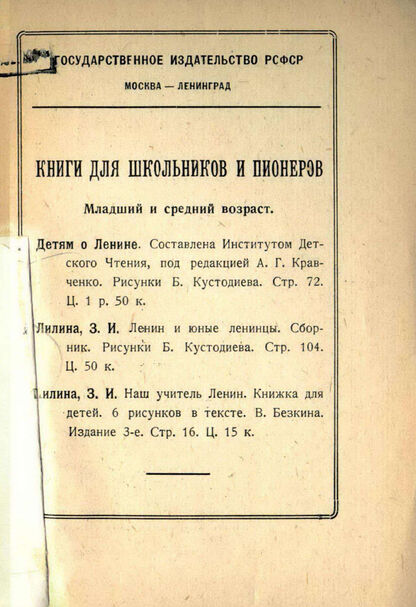 ГОСУДАРСТВЕННОЕ ИЗДАТЕЛЬСТВО РСФСР
МОСКВА — ЛЕНИНГРАД
КНИГИ ДЛЯ ШКОЛЬНИКОВ И ПИОНЕРОВ
Младший и средний возраст.
Детям о Ленине. Составлена Институтом Дет-
ского Чтения, под редакцией А. Г. Крав-
ченко. Рисунки Б. Кустодиева. Стр. 72.
Ц. 1 р. 50 к.
Лилина, З. И. Ленин и юные ленинцы. Сбор-
ник. Рисунки Б. Кустодиева. Стр. 104.
Ц. 50 к.
Лилина, З. И. Наш учитель Ленин. Книжка для
детей. 6 рисунков в тексте. В. Безкина.
Издание 3-е. Стр. 16. Ц. 15 к.